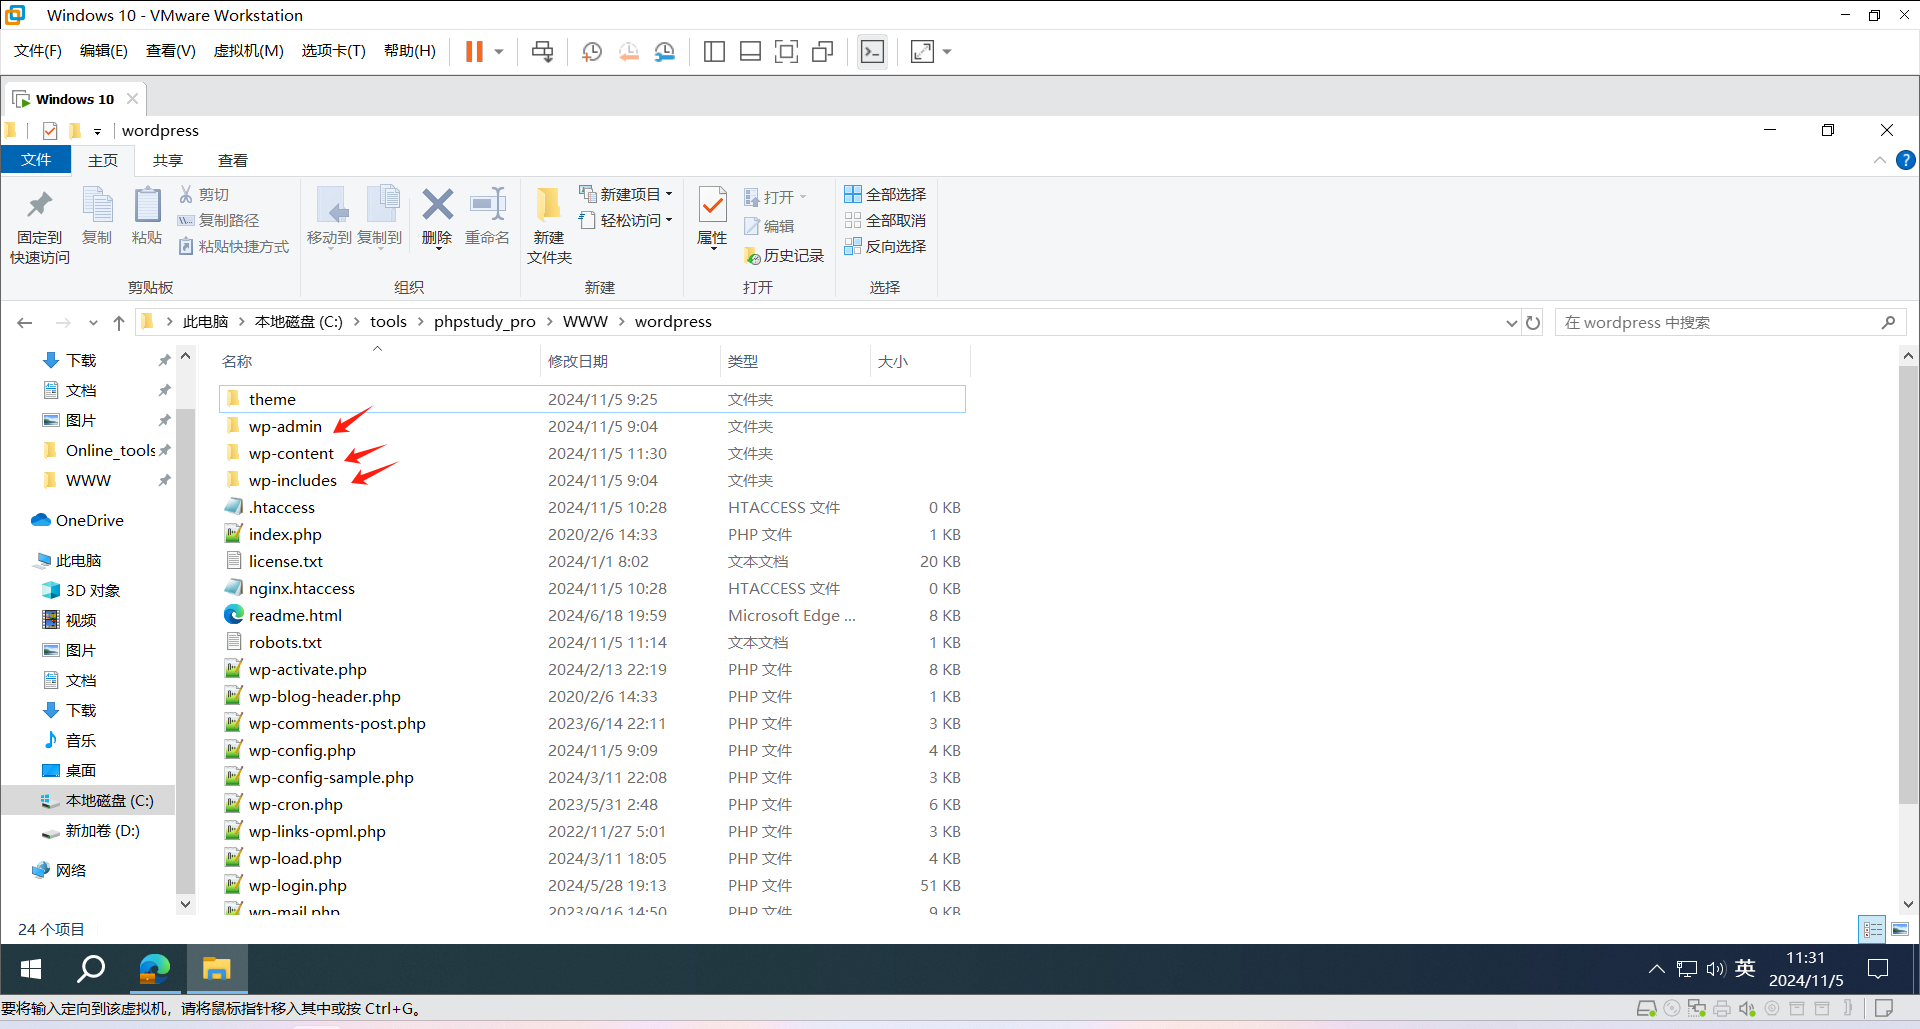 Windows 10 - VMware Workstation
文件(F) 编辑(E) 查看(V) 虚拟机(M) 选项卡(T) 帮助(H)
Windows 10
wordpress
文件 主页 共享 查看
固定到快速访问 复制 粘贴 剪切 复制路径 粘贴快捷方式
移动到 复制到 删除 重命名
新建文件夹 新建项目 轻松访问
属性 打开 编辑 历史记录
全部选择 全部取消 反向选择
剪贴板 组织 新建 打开 选择
此电脑 > 本地磁盘 (C:) > tools > phpstudy_pro > WWW > wordpress
在 wordpress 中搜索
下载
文档
图片
Online_tools
WWW
OneDrive
此电脑
3D 对象
视频
图片
文档
下载
音乐
桌面
本地磁盘 (C:)
新加卷 (D:)
网络
名称 修改日期 类型 大小
theme 2024/11/5 9:25 文件夹
wp-admin 2024/11/5 9:04 文件夹
wp-content 2024/11/5 11:30 文件夹
wp-includes 2024/11/5 9:04 文件夹
.htaccess 2024/11/5 10:28 HTACCESS 文件 0 KB
index.php 2020/2/6 14:33 PHP 文件 1 KB
license.txt 2024/1/1 8:02 文本文档 20 KB
nginx.htaccess 2024/11/5 10:28 HTACCESS 文件 0 KB
readme.html 2024/6/18 19:59 Microsoft Edge ... 8 KB
robots.txt 2024/11/5 11:14 文本文档 1 KB
wp-activate.php 2024/2/13 22:19 PHP 文件 8 KB
wp-blog-header.php 2020/2/6 14:33 PHP 文件 1 KB
wp-comments-post.php 2023/6/14 22:11 PHP 文件 3 KB
wp-config.php 2024/11/5 9:09 PHP 文件 4 KB
wp-config-sample.php 2024/3/11 22:08 PHP 文件 3 KB
wp-cron.php 2023/5/31 2:48 PHP 文件 6 KB
wp-links-opml.php 2022/11/27 5:01 PHP 文件 3 KB
wp-load.php 2024/3/11 18:05 PHP 文件 4 KB
wp-login.php 2024/5/28 19:13 PHP 文件 51 KB
wp-mail.php 2023/9/16 14:50 PHP 文件 9 KB
24 个项目
英
11:31
2024/11/5
要将输入定向到该虚拟机，请将鼠标指针移入其中或按 Ctrl+G。